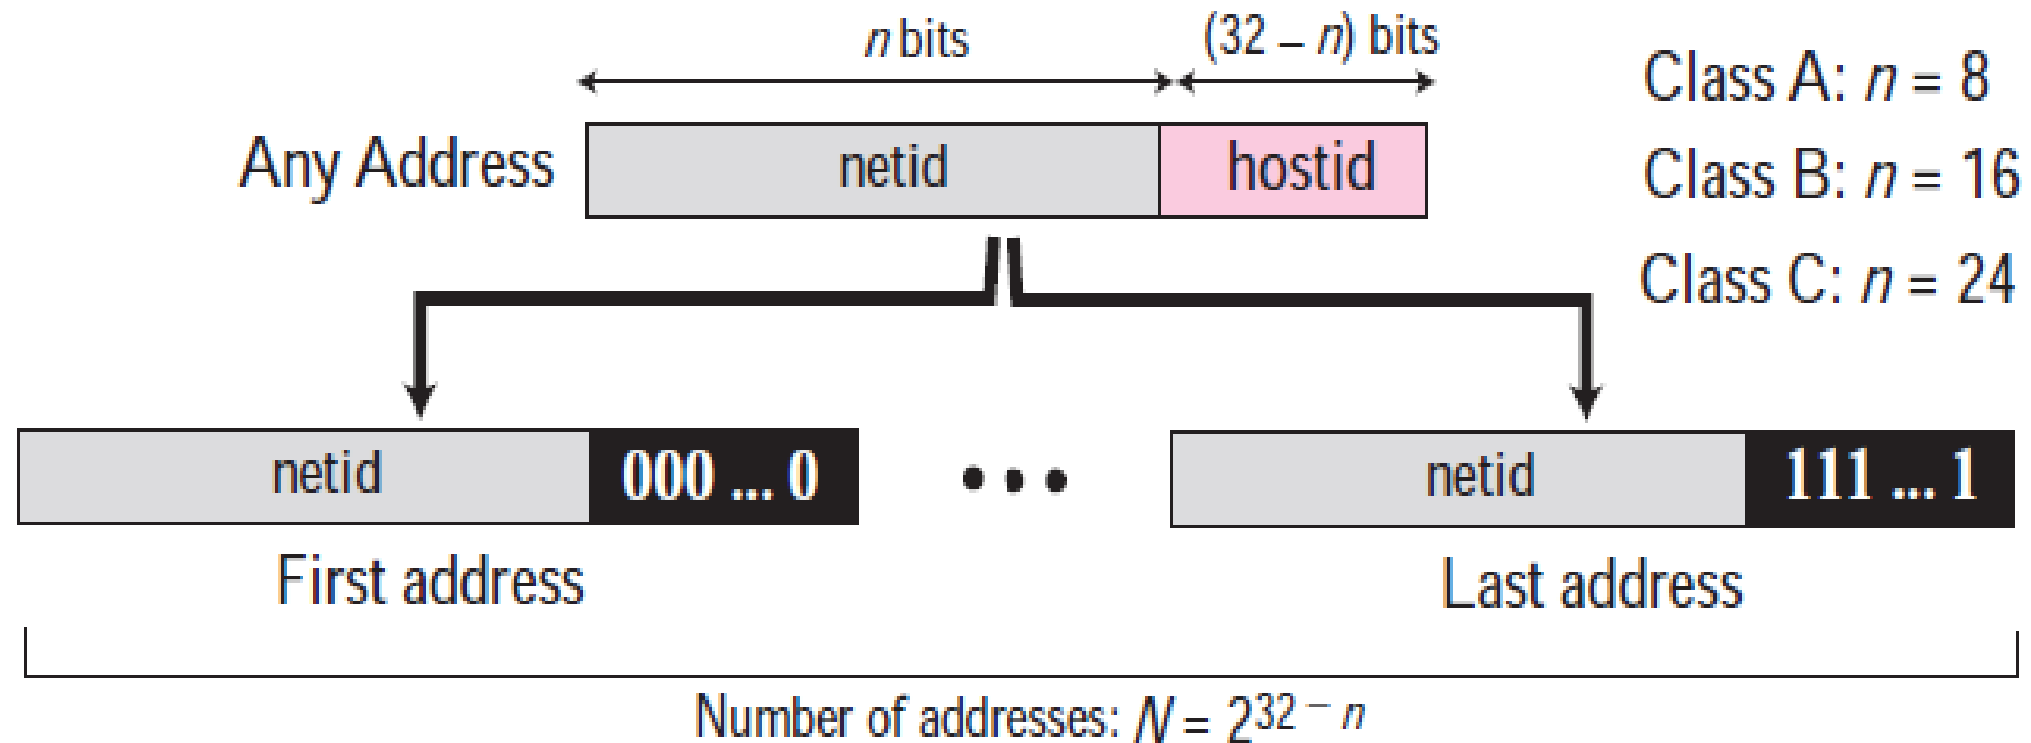 n bits
(32 – n) bits
Class A: n = 8
Any Address
netid
hostid
Class B: n = 16
Class C: n = 24
netid
000 ... 0
• • •
netid
111 ... 1
First address
Last address
Number of addresses: N = 2^32 – n